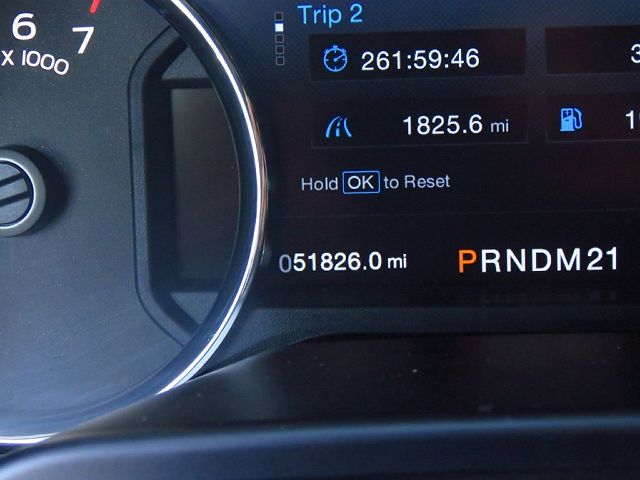 Trip 2
6
7
x 1000
261:59:46
1825.6 mi
Hold OK to Reset
051826.0 mi
PRNDM21